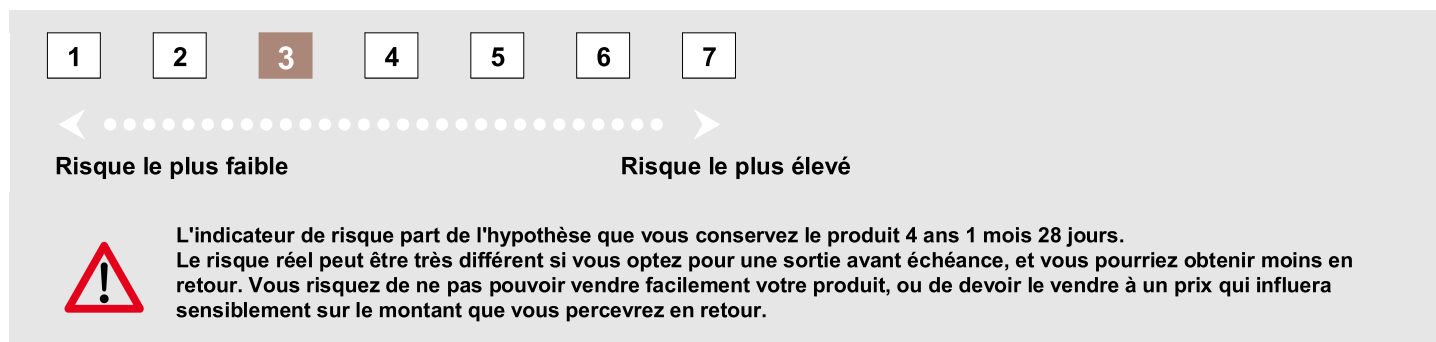 1 2 3 4 5 6 7
Risque le plus faible Risque le plus élevé
L'indicateur de risque part de l'hypothèse que vous conservez le produit 4 ans 1 mois 28 jours.
Le risque réel peut être très différent si vous optez pour une sortie avant échéance, et vous pourriez obtenir moins en
retour. Vous risquez de ne pas pouvoir vendre facilement votre produit, ou de devoir le vendre à un prix qui influera
sensiblement sur le montant que vous percevrez en retour.